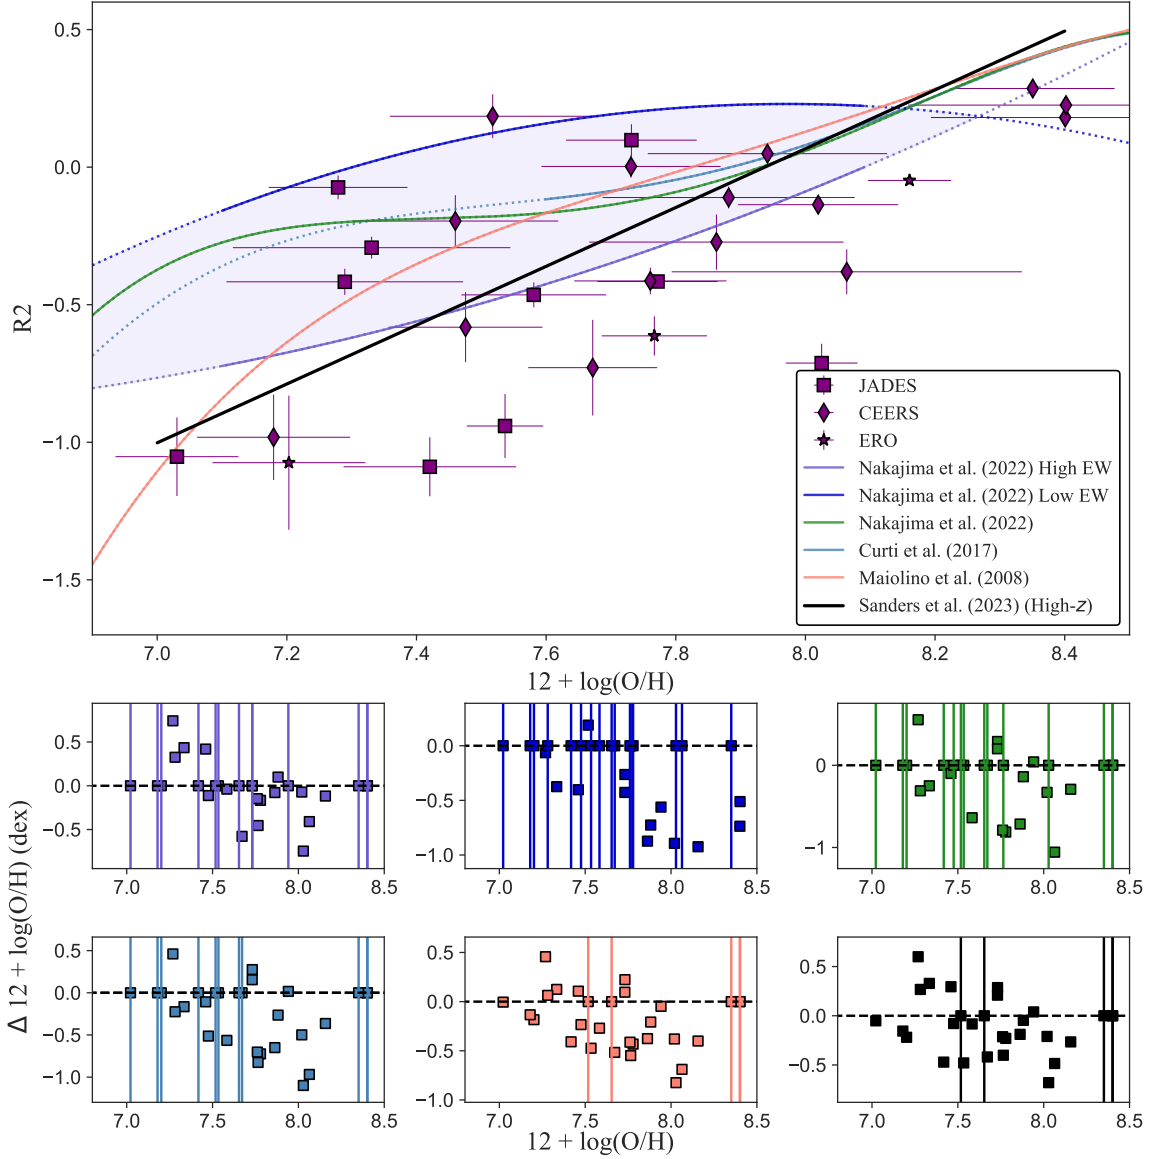 0.5
0.0
−0.5
−1.0
−1.5
R2
7.0 7.2 7.4 7.6 7.8 8.0 8.2 8.4
12 + log(O/H)
JADES
CEERS
ERO
Nakajima et al. (2022) High EW
Nakajima et al. (2022) Low EW
Nakajima et al. (2022)
Curti et al. (2017)
Maiolino et al. (2008)
Sanders et al. (2023) (High-z)
Δ 12 + log(O/H) (dex)
0.5
0.0
−0.5
7.0 7.5 8.0 8.5
0.0
−0.5
−1.0
7.0 7.5 8.0 8.5
0
−1
7.0 7.5 8.0 8.5
0.5
0.0
−0.5
−1.0
7.0 7.5 8.0 8.5
0.5
0.0
−0.5
−1.0
7.0 7.5 8.0 8.5
0.5
0.0
−0.5
7.0 7.5 8.0 8.5
12 + log(O/H)